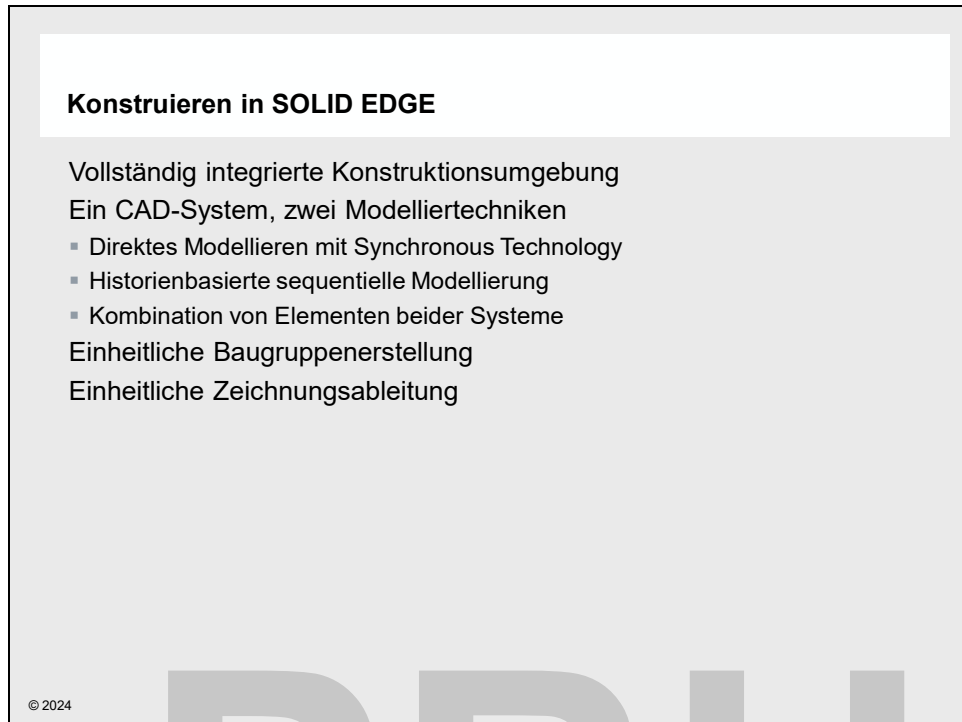 Konstruieren in SOLID EDGE
Vollständig integrierte Konstruktionsumgebung
Ein CAD-System, zwei Modelliertechniken
▪ Direktes Modellieren mit Synchronous Technology
▪ Historienbasierte sequentielle Modellierung
▪ Kombination von Elementen beider Systeme
Einheitliche Baugruppenerstellung
Einheitliche Zeichnungsableitung
© 2024